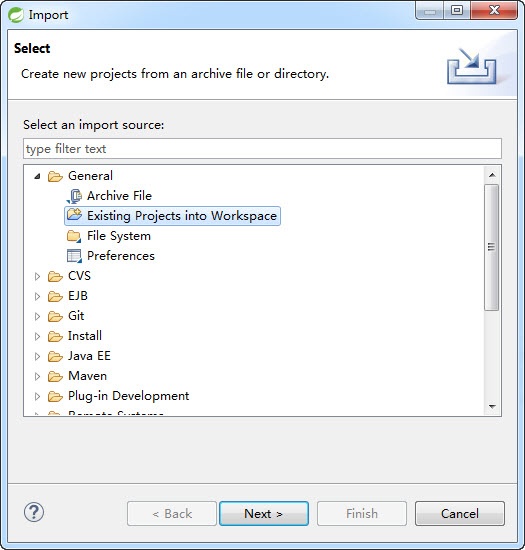 Import
Select
Create new projects from an archive file or directory.
Select an import source:
type filter text
General
Archive File
Existing Projects into Workspace
File System
Preferences
CVS
EJB
Git
Install
Java EE
Maven
Plug-in Development
Remote Systems
< Back
Next >
Finish
Cancel